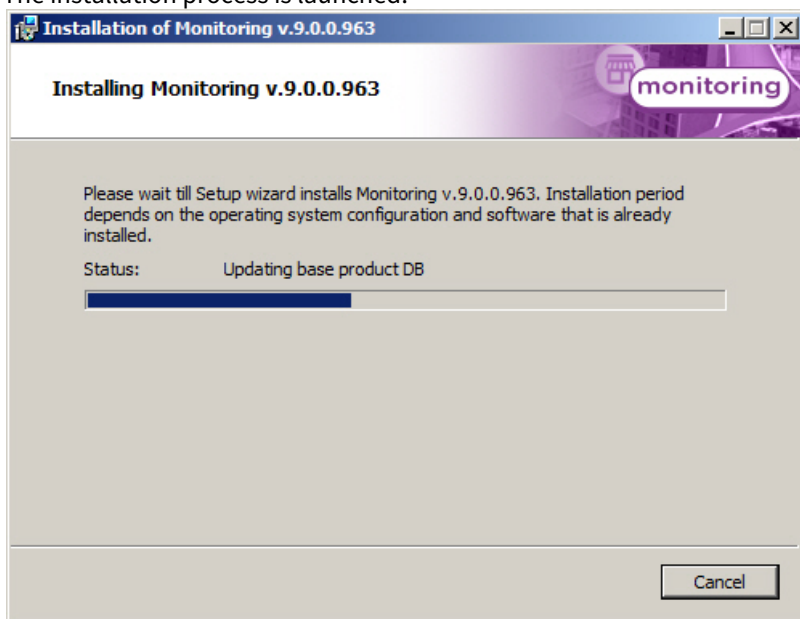 The installation process is launched.
Installation of Monitoring v.9.0.0.963
Installing Monitoring v.9.0.0.963
monitoring
Please wait till Setup wizard installs Monitoring v.9.0.0.963. Installation period
depends on the operating system configuration and software that is already
installed.
Status: Updating base product DB
Cancel